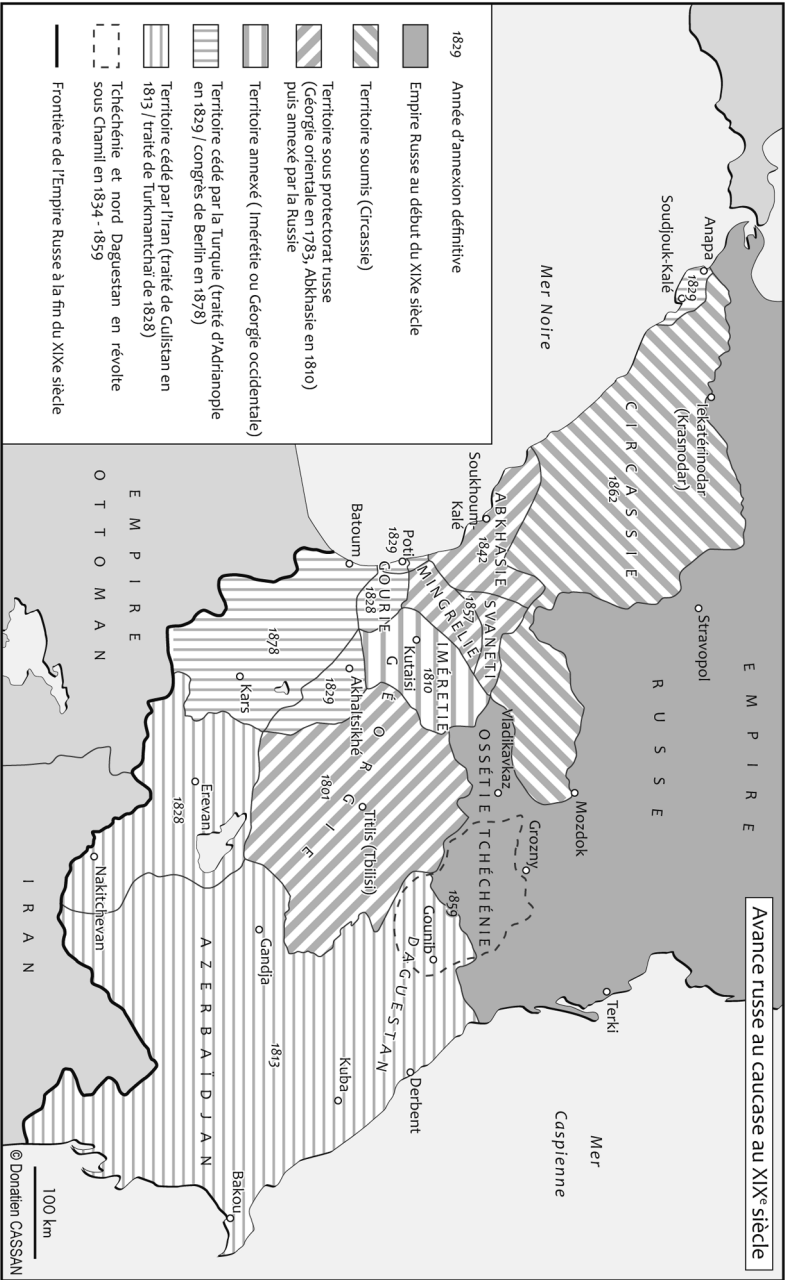 Avance russe au caucase au XIXe siècle
EMPIRE
RUSSE
Stravopol
Mozdok
Terki
Mer
Caspienne
Anapa
1829
Soudjouk-Kalé
Iekatérinodar
(Krasnodar)
CIRCASSIE
1862
Mer Noire
Soukhoum-
Kalé
ABKHASIE
1842
SVANETI
MINGRELIE
1857
Vladikavkaz
OSSÉTIE
Grozny
TCHÉCHÉNIE
1859
Gounib
DAGUESTAN
Derbent
Kuba
Poti
1829
GOURIE
1828
IMÉRETIE
1810
Kutaisi
GÉORGIE
1801
Titlis (Tbilisi)
Batoum
Akhaltsikhé
1829
1878
Kars
Erevan
1828
Nakitchevan
Gandja
1813
AZERBAÏDJAN
Bakou
EMPIRE
OTTOMAN
IRAN
1829 Année d'annexion définitive
Empire Russe au début du XIXe siècle
Territoire soumis (Circassie)
Territoire sous protectorat russe
(Géorgie orientale en 1783, Abkhasie en 1810)
puis annexé par la Russie
Territoire annexé ( Imérétie ou Géorgie occidentale)
Territoire cédé par la Turquie (traité d'Adrianople
en 1829 / congrès de Berlin en 1878)
Territoire cédé par l'Iran (traité de Gulistan en
1813 / traité de Turkmantchaï de 1828)
Tchéchénie et nord Daguestan en révolte
sous Chamil en 1834 - 1859
Frontière de l'Empire Russe à la fin du XIXe siècle
100 km
© Donatien CASSAN